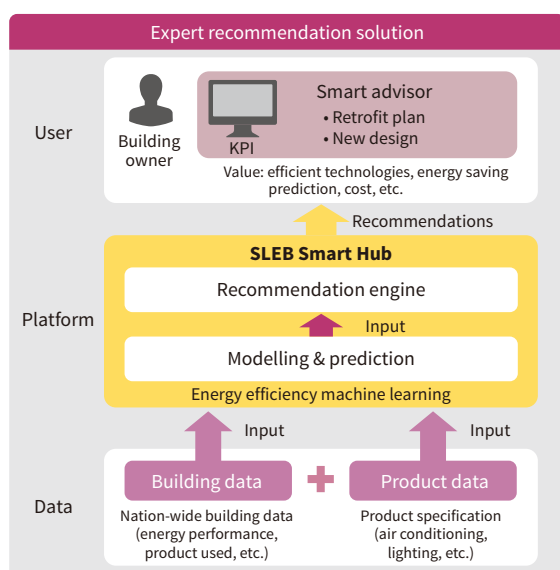 Expert recommendation solution
User
Building
owner
KPI
Smart advisor
• Retrofit plan
• New design
Value: efficient technologies, energy saving
prediction, cost, etc.
Recommendations
Platform
SLEB Smart Hub
Recommendation engine
Input
Modelling & prediction
Energy efficiency machine learning
Input
Input
Data
Building data
+
Product data
Nation-wide building data
(energy performance,
product used, etc.)
Product specification
(air conditioning,
lighting, etc.)